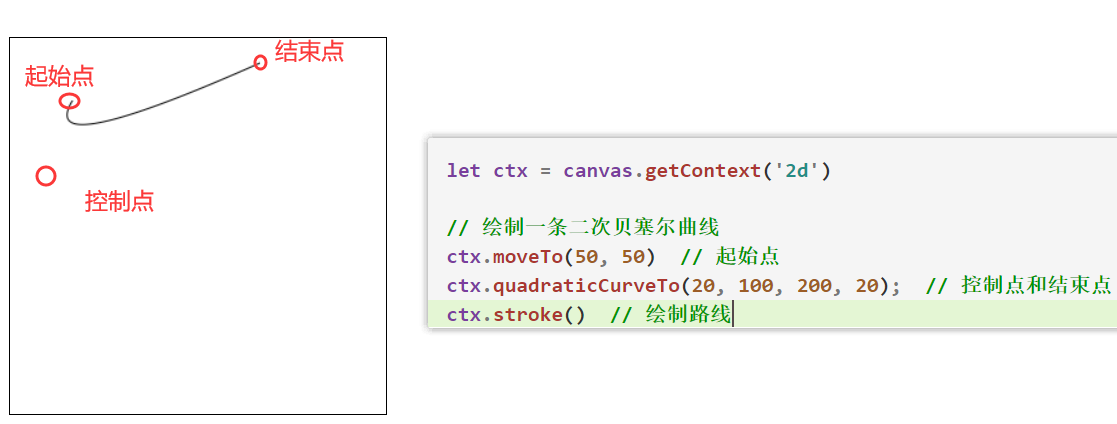 结束点
起始点
控制点
let ctx = canvas.getContext('2d')
// 绘制一条二次贝塞尔曲线
ctx.moveTo(50, 50)  // 起始点
ctx.quadraticCurveTo(20, 100, 200, 20);  // 控制点和结束点
ctx.stroke()  // 绘制路线